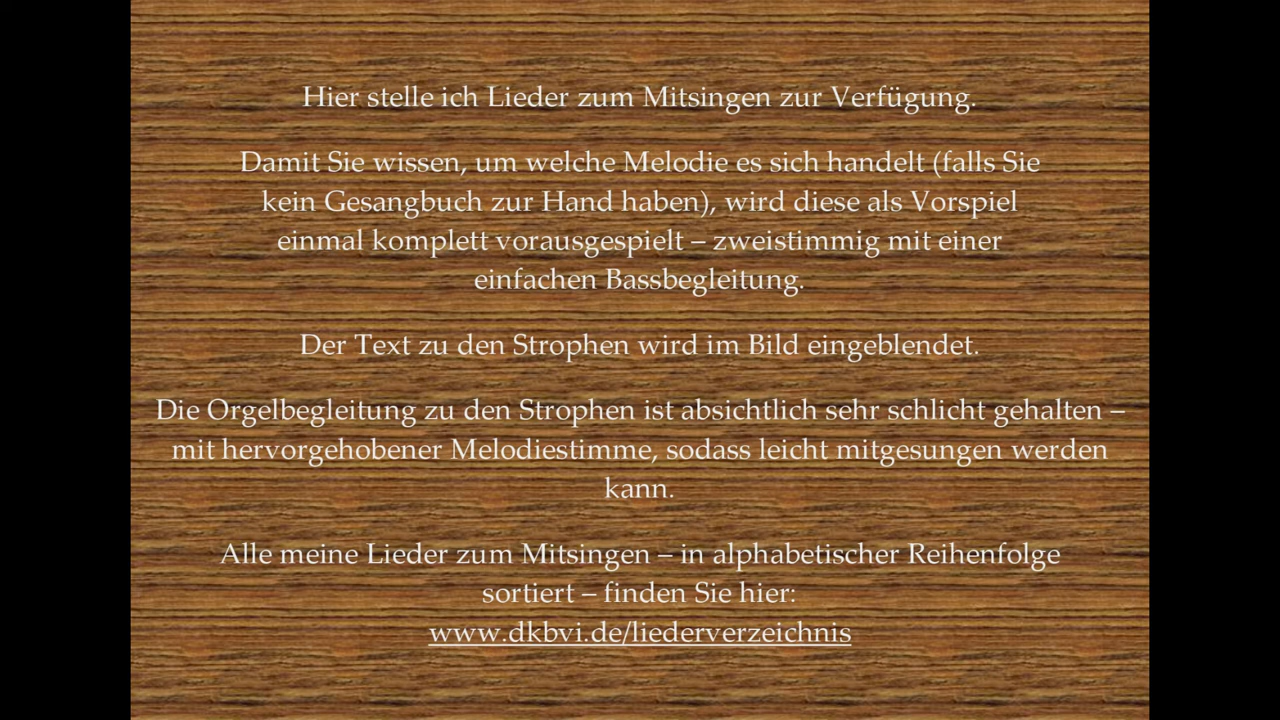 Hier stelle ich Lieder zum Mitsingen zur Verfügung.
Damit Sie wissen, um welche Melodie es sich handelt (falls Sie
kein Gesangbuch zur Hand haben), wird diese als Vorspiel
einmal komplett vorausgespielt – zweistimmig mit einer
einfachen Bassbegleitung.
Der Text zu den Strophen wird im Bild eingeblendet.
Die Orgelbegleitung zu den Strophen ist absichtlich sehr schlicht gehalten –
mit hervorgehobener Melodiestimme, sodass leicht mitgesungen werden
kann.
Alle meine Lieder zum Mitsingen – in alphabetischer Reihenfolge
sortiert – finden Sie hier:
www.dkbvi.de/liederverzeichnis